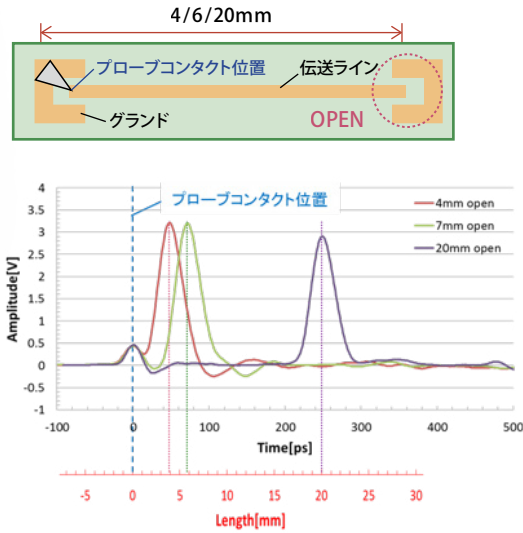 4/6/20mm
プローブコンタクト位置
伝送ライン
グランド
OPEN
プローブコンタクト位置
4mm open
7mm open
20mm open
Amplitude[V]
4
3.5
3
2.5
2
1.5
1
0.5
0
-0.5
-1
-100 0 100 200 300 400 500
Time[ps]
-5 0 5 10 15 20 25 30
Length[mm]